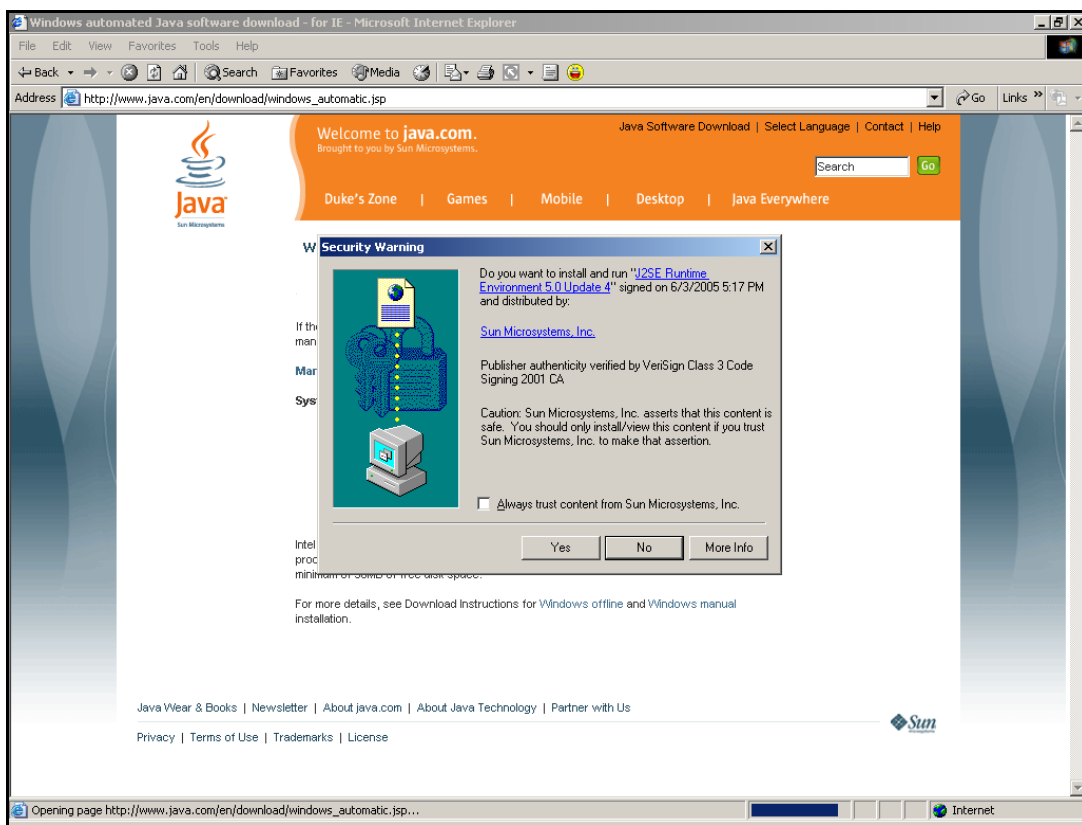 Windows automated Java software download - for IE - Microsoft Internet Explorer
File Edit View Favorites Tools Help
Back Search Favorites Media
Address http://www.java.com/en/download/windows_automatic.jsp Go Links »
Java Software Download | Select Language | Contact | Help
Welcome to java.com.
Brought to you by Sun Microsystems.
Search Go
Java
Sun Microsystems
Duke's Zone | Games | Mobile | Desktop | Java Everywhere
W
Security Warning
Do you want to install and run "J2SE Runtime
Environment 5.0 Update 4" signed on 6/3/2005 5:17 PM
and distributed by:
Sun Microsystems, Inc.
Publisher authenticity verified by VeriSign Class 3 Code
Signing 2001 CA
Caution: Sun Microsystems, Inc. asserts that this content is
safe. You should only install/view this content if you trust
Sun Microsystems, Inc. to make that assertion.
Always trust content from Sun Microsystems, Inc.
Yes No More Info
If th
man
Mar
Sys
Intel
proc
For more details, see Download Instructions for Windows offline and Windows manual
installation.
Java Wear & Books | Newsletter | About java.com | About Java Technology | Partner with Us
Sun
microsystems
Privacy | Terms of Use | Trademarks | License
Opening page http://www.java.com/en/download/windows_automatic.jsp... Internet